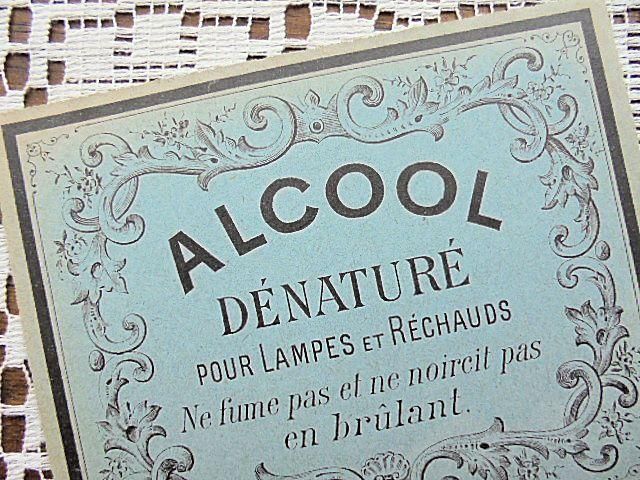 ALCOOL
DÉNATURÉ
POUR LAMPES ET RÉCHAUDS
Ne fume pas et ne noircit pas
en brûlant.